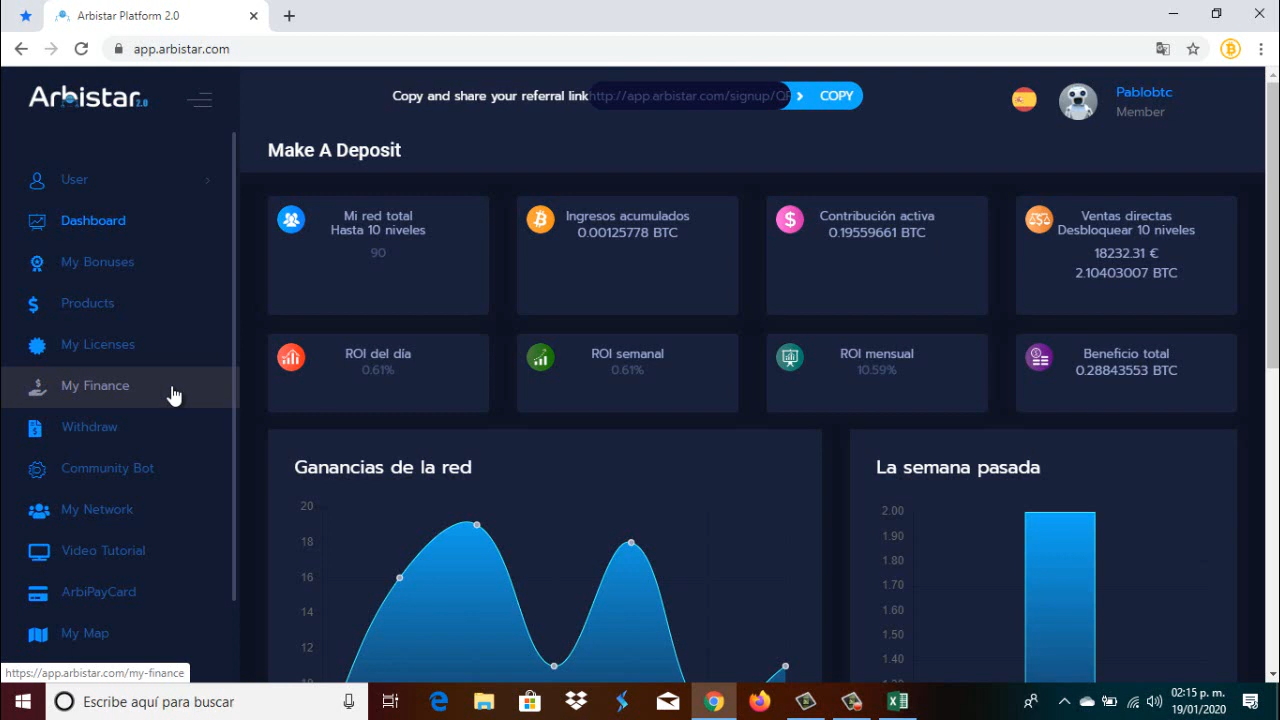 Arbistar Platform 2.0
app.arbistar.com
Arbistar 2.0
Copy and share your referral link
http://app.arbistar.com/signup/
COPY
Pablobtc
Member
Make A Deposit
User
Dashboard
My Bonuses
Products
My Licenses
My Finance
Withdraw
Community Bot
My Network
Video Tutorial
ArbiPayCard
My Map
Mi red total
Hasta 10 niveles
90
Ingresos acumulados
0.00125778 BTC
Contribución activa
0.19559661 BTC
Ventas directas
Desbloquear 10 niveles
18232.31 €
2.10403007 BTC
ROI del día
0.61%
ROI semanal
0.61%
ROI mensual
10.59%
Beneficio total
0.28843553 BTC
Ganancias de la red
20
18
16
14
12
La semana pasada
2.00
1.90
1.80
1.70
1.60
1.50
1.40
https://app.arbistar.com/my-finance
Escribe aquí para buscar
02:15 p. m.
19/01/2020